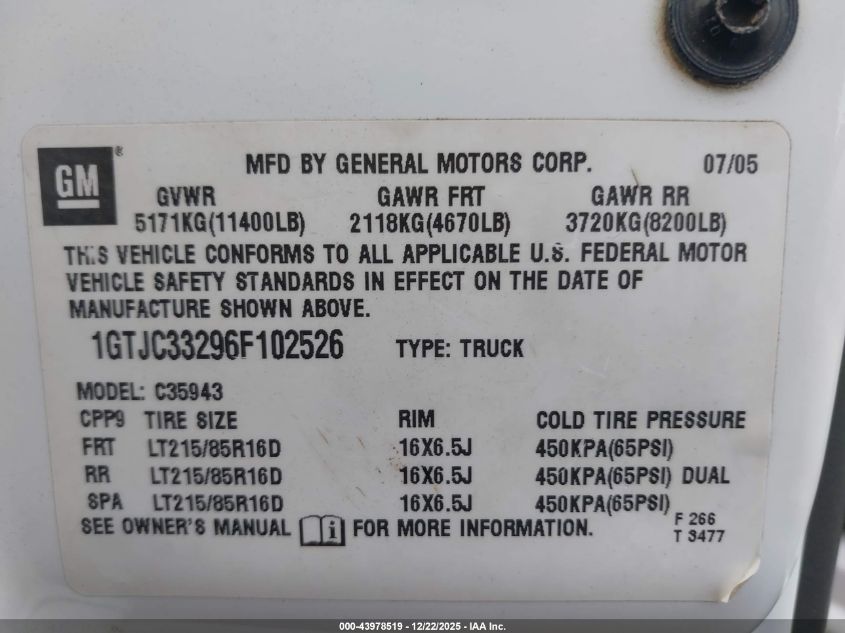 GM ®
MFD BY GENERAL MOTORS CORP. 07/05
GVWR GAWR FRT GAWR RR
5171KG(11400LB) 2118KG(4670LB) 3720KG(8200LB)
THIS VEHICLE CONFORMS TO ALL APPLICABLE U.S. FEDERAL MOTOR
VEHICLE SAFETY STANDARDS IN EFFECT ON THE DATE OF
MANUFACTURE SHOWN ABOVE.
1GTJC33296F102526 TYPE: TRUCK
MODEL: C35943
CPP9 TIRE SIZE RIM COLD TIRE PRESSURE
FRT LT215/85R16D 16X6.5J 450KPA(65PSI)
RR LT215/85R16D 16X6.5J 450KPA(65PSI) DUAL
SPA LT215/85R16D 16X6.5J 450KPA(65PSI)
SEE OWNER'S MANUAL i FOR MORE INFORMATION.
F 266
T 3477
000-43978519 - 12/22/2025 - IAA Inc.